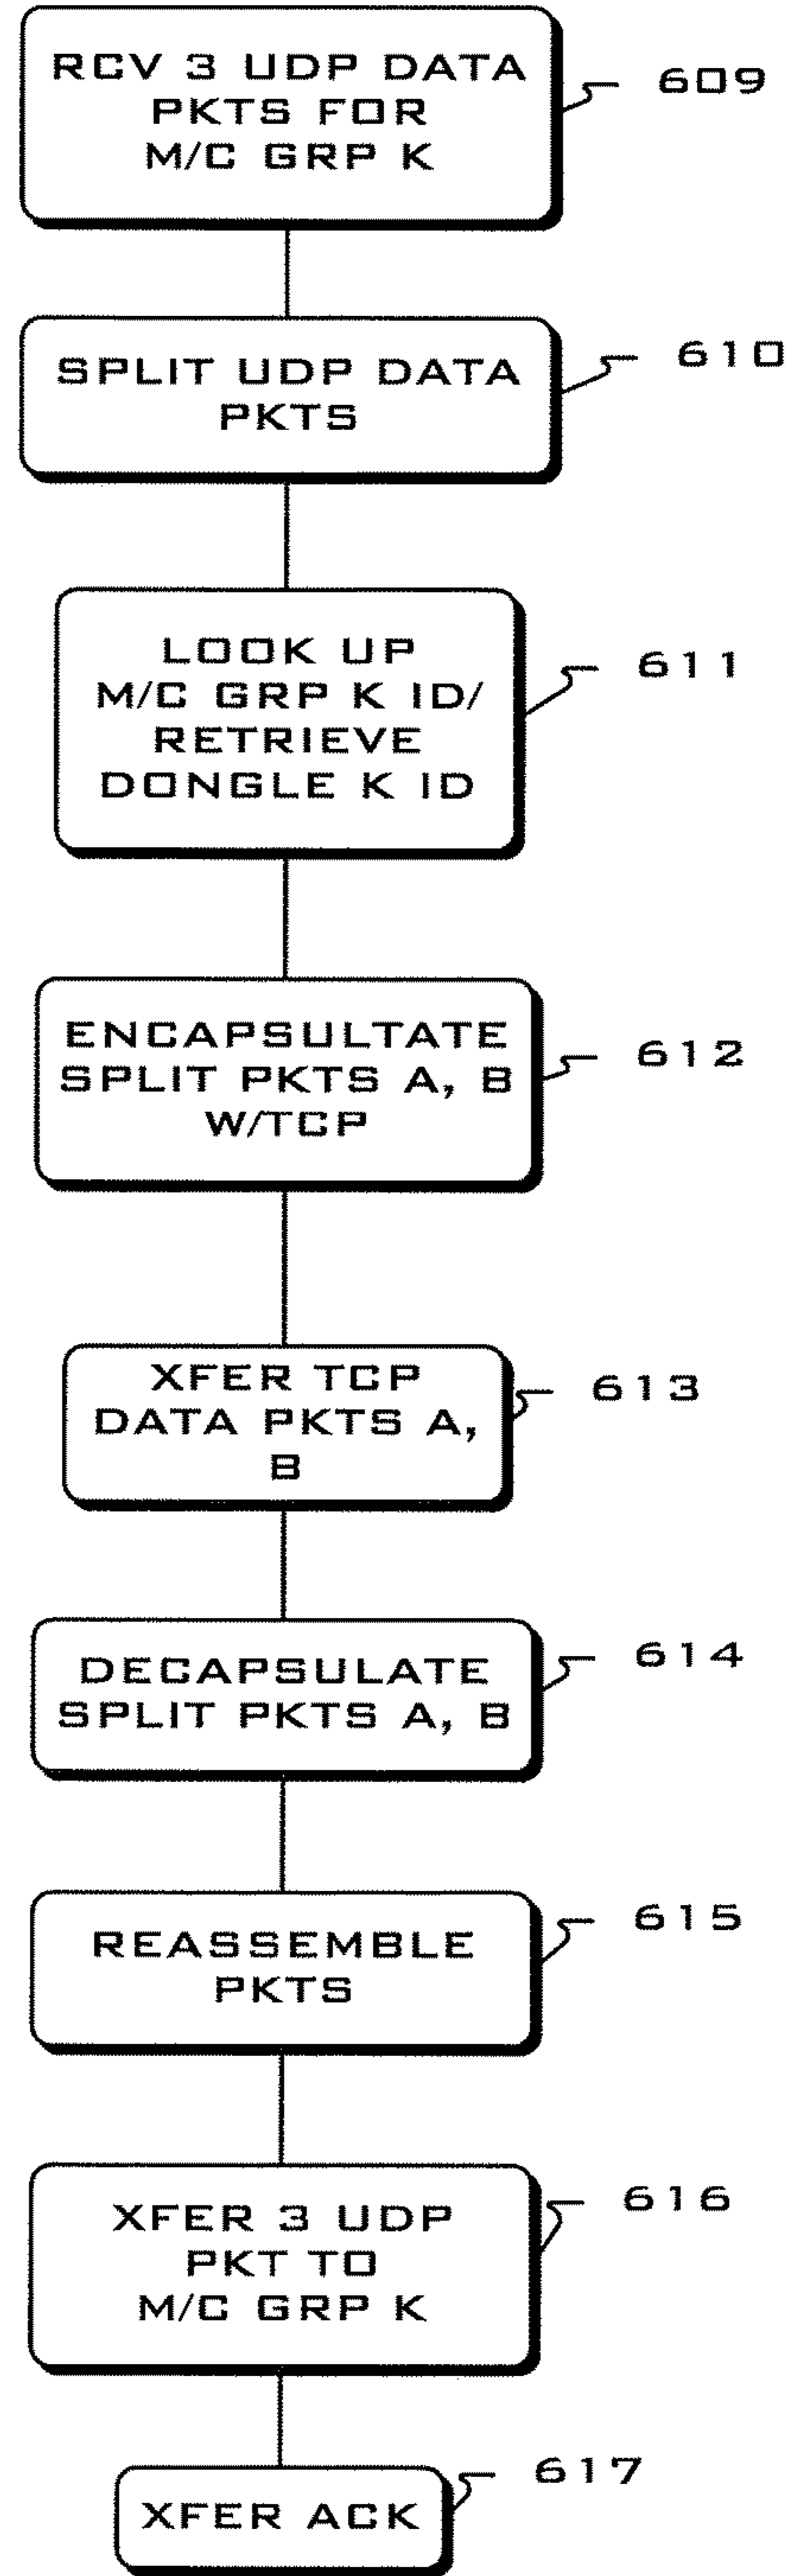 RCV 3 UDP DATA
PKTS FOR
M/C GRP K
609
SPLIT UDP DATA
PKTS
610
LOOK UP
M/C GRP K ID/
RETRIEVE
DONGLE K ID
611
ENCAPSULTATE
SPLIT PKTS A, B
W/TCP
612
XFER TCP
DATA PKTS A,
B
613
DECAPSULATE
SPLIT PKTS A, B
614
REASSEMBLE
PKTS
615
XFER 3 UDP
PKT TO
M/C GRP K
616
XFER ACK
617